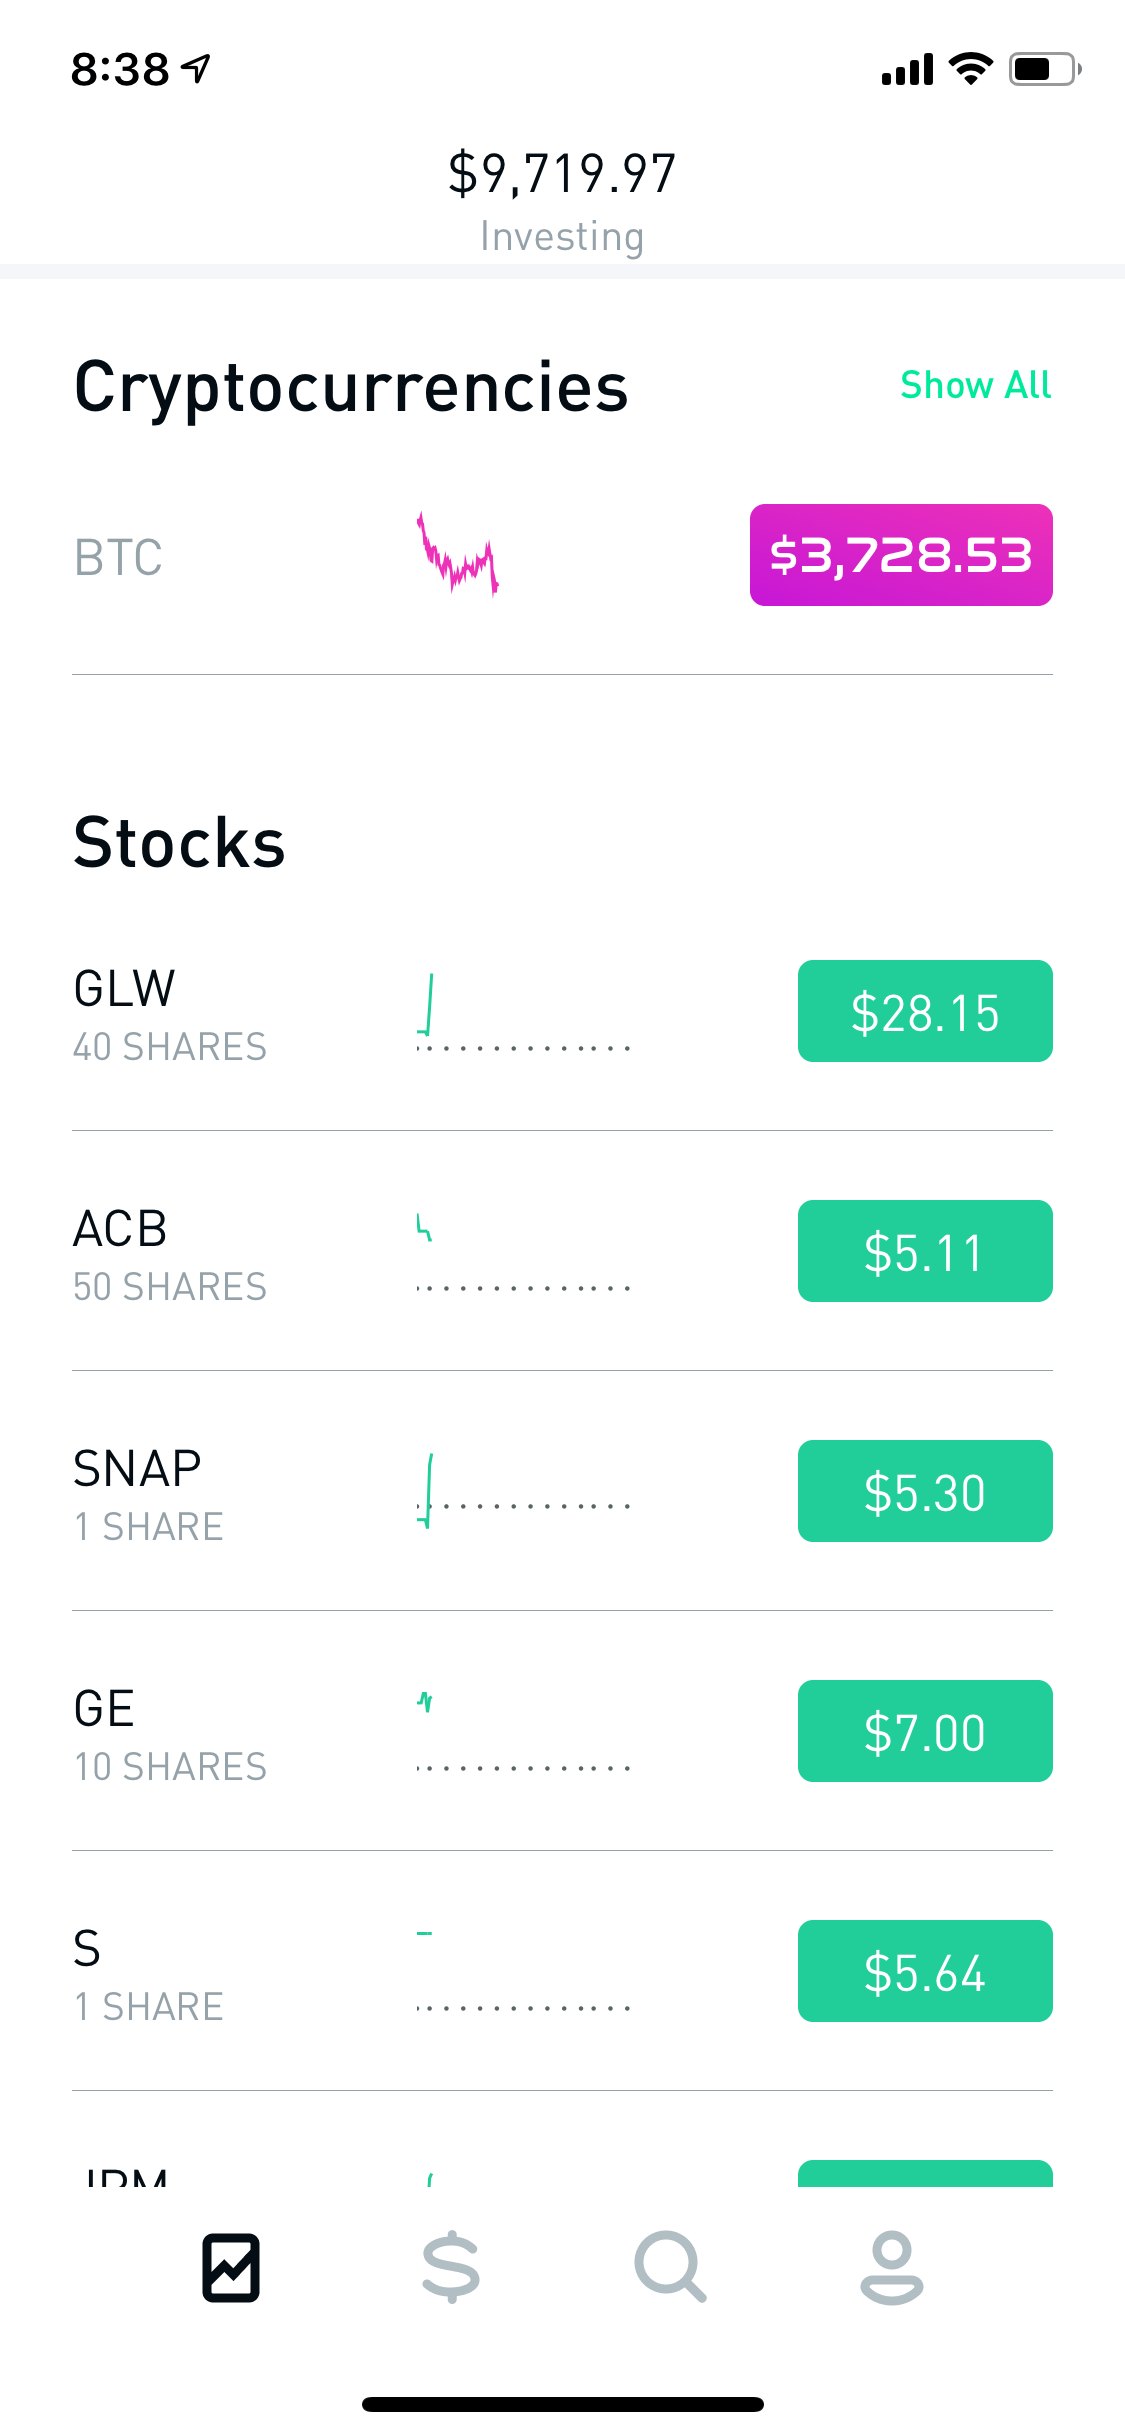 8:38
$9,719.97
Investing
Cryptocurrencies
Show All
BTC
$3,728.53
Stocks
GLW
40 SHARES
$28.15
ACB
50 SHARES
$5.11
SNAP
1 SHARE
$5.30
GE
10 SHARES
$7.00
S
1 SHARE
$5.64
JPM